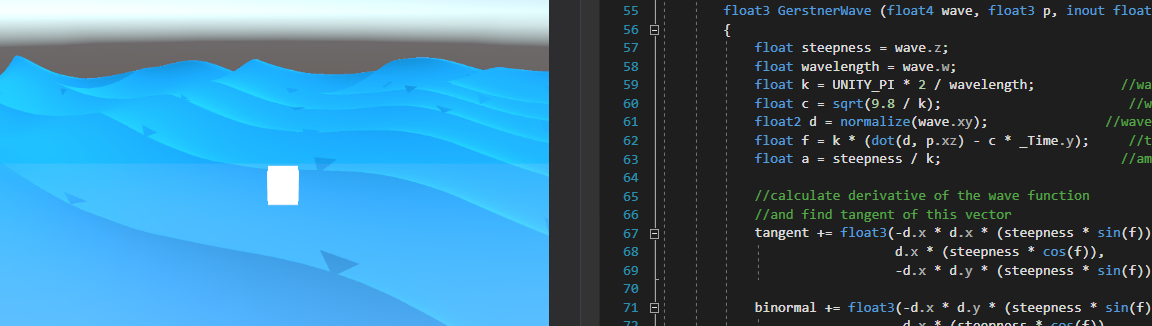 55 float3 GerstnerWave (float4 wave, float3 p, inout float
56 {
57 float steepness = wave.z;
58 float wavelength = wave.w;
59 float k = UNITY_PI * 2 / wavelength; //wa
60 float c = sqrt(9.8 / k); //w
61 float2 d = normalize(wave.xy); //wave
62 float f = k * (dot(d, p.xz) - c * _Time.y); //t
63 float a = steepness / k; //am
64
65 //calculate derivative of the wave function
66 //and find tangent of this vector
67 tangent += float3(-d.x * d.x * (steepness * sin(f))
68 d.x * (steepness * cos(f)),
69 -d.x * d.y * (steepness * sin(f))
70
71 binormal += float3(-d.x * d.y * (steepness * sin(f)
72 d.x * (steepness * cos(f))